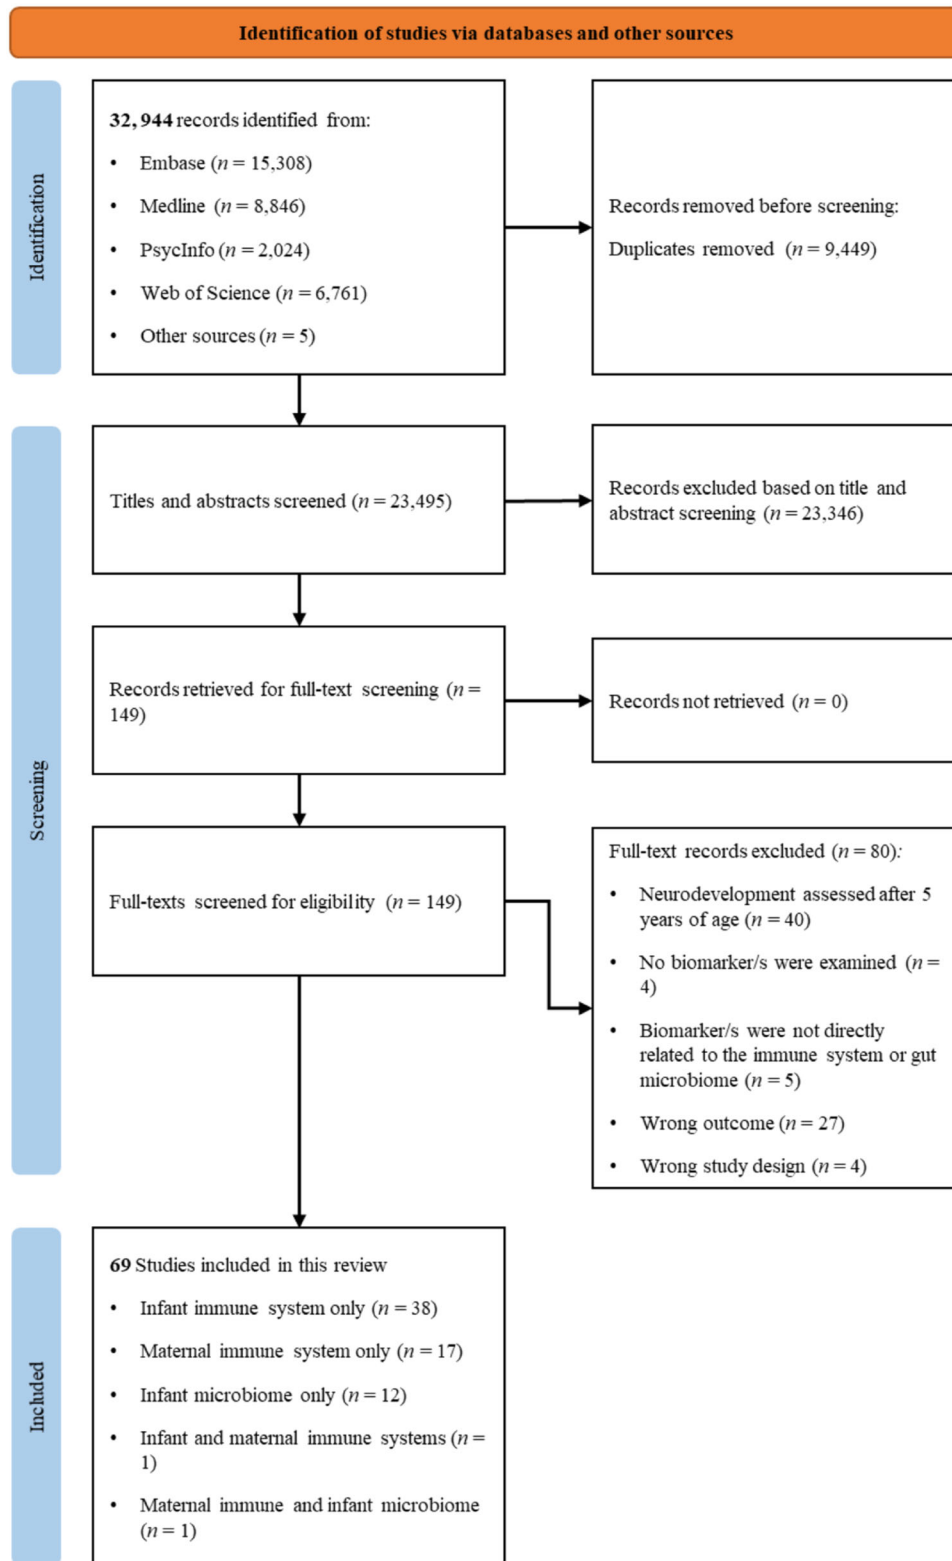 Identification of studies via databases and other sources
Identification
32,944 records identified from:
• Embase (n = 15,308)
• Medline (n = 8,846)
• PsycInfo (n = 2,024)
• Web of Science (n = 6,761)
• Other sources (n = 5)
Records removed before screening:
Duplicates removed (n = 9,449)
Screening
Titles and abstracts screened (n = 23,495)
Records excluded based on title and
abstract screening (n = 23,346)
Records retrieved for full-text screening (n =
149)
Records not retrieved (n = 0)
Full-texts screened for eligibility (n = 149)
Full-text records excluded (n = 80):
• Neurodevelopment assessed after 5
years of age (n = 40)
• No biomarker/s were examined (n =
4)
• Biomarker/s were not directly
related to the immune system or gut
microbiome (n = 5)
• Wrong outcome (n = 27)
• Wrong study design (n = 4)
Included
69 Studies included in this review
• Infant immune system only (n = 38)
• Maternal immune system only (n = 17)
• Infant microbiome only (n = 12)
• Infant and maternal immune systems (n =
1)
• Maternal immune and infant microbiome
(n = 1)